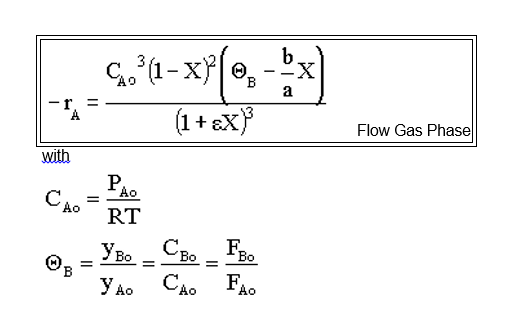 −r_A = C_Ao^3 (1 − X)^2 (Θ_B − b/a X) / (1 + εX)^3 Flow Gas Phase
with
C_Ao = P_Ao / RT
Θ_B = y_Bo / y_Ao = C_Bo / C_Ao = F_Bo / F_Ao